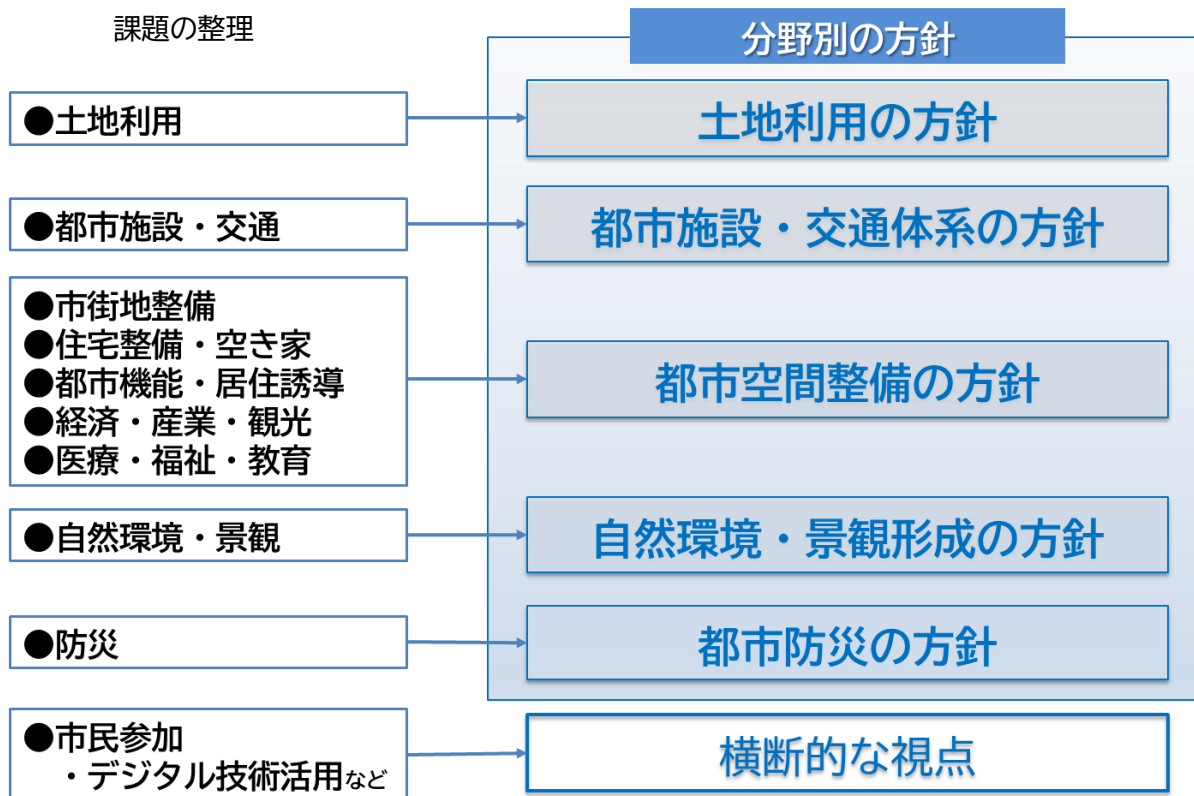 課題の整理
分野別の方針
●土地利用
土地利用の方針
●都市施設・交通
都市施設・交通体系の方針
●市街地整備
●住宅整備・空き家
●都市機能・居住誘導
●経済・産業・観光
●医療・福祉・教育
都市空間整備の方針
●自然環境・景観
自然環境・景観形成の方針
●防災
都市防災の方針
●市民参加
・デジタル技術活用など
横断的な視点